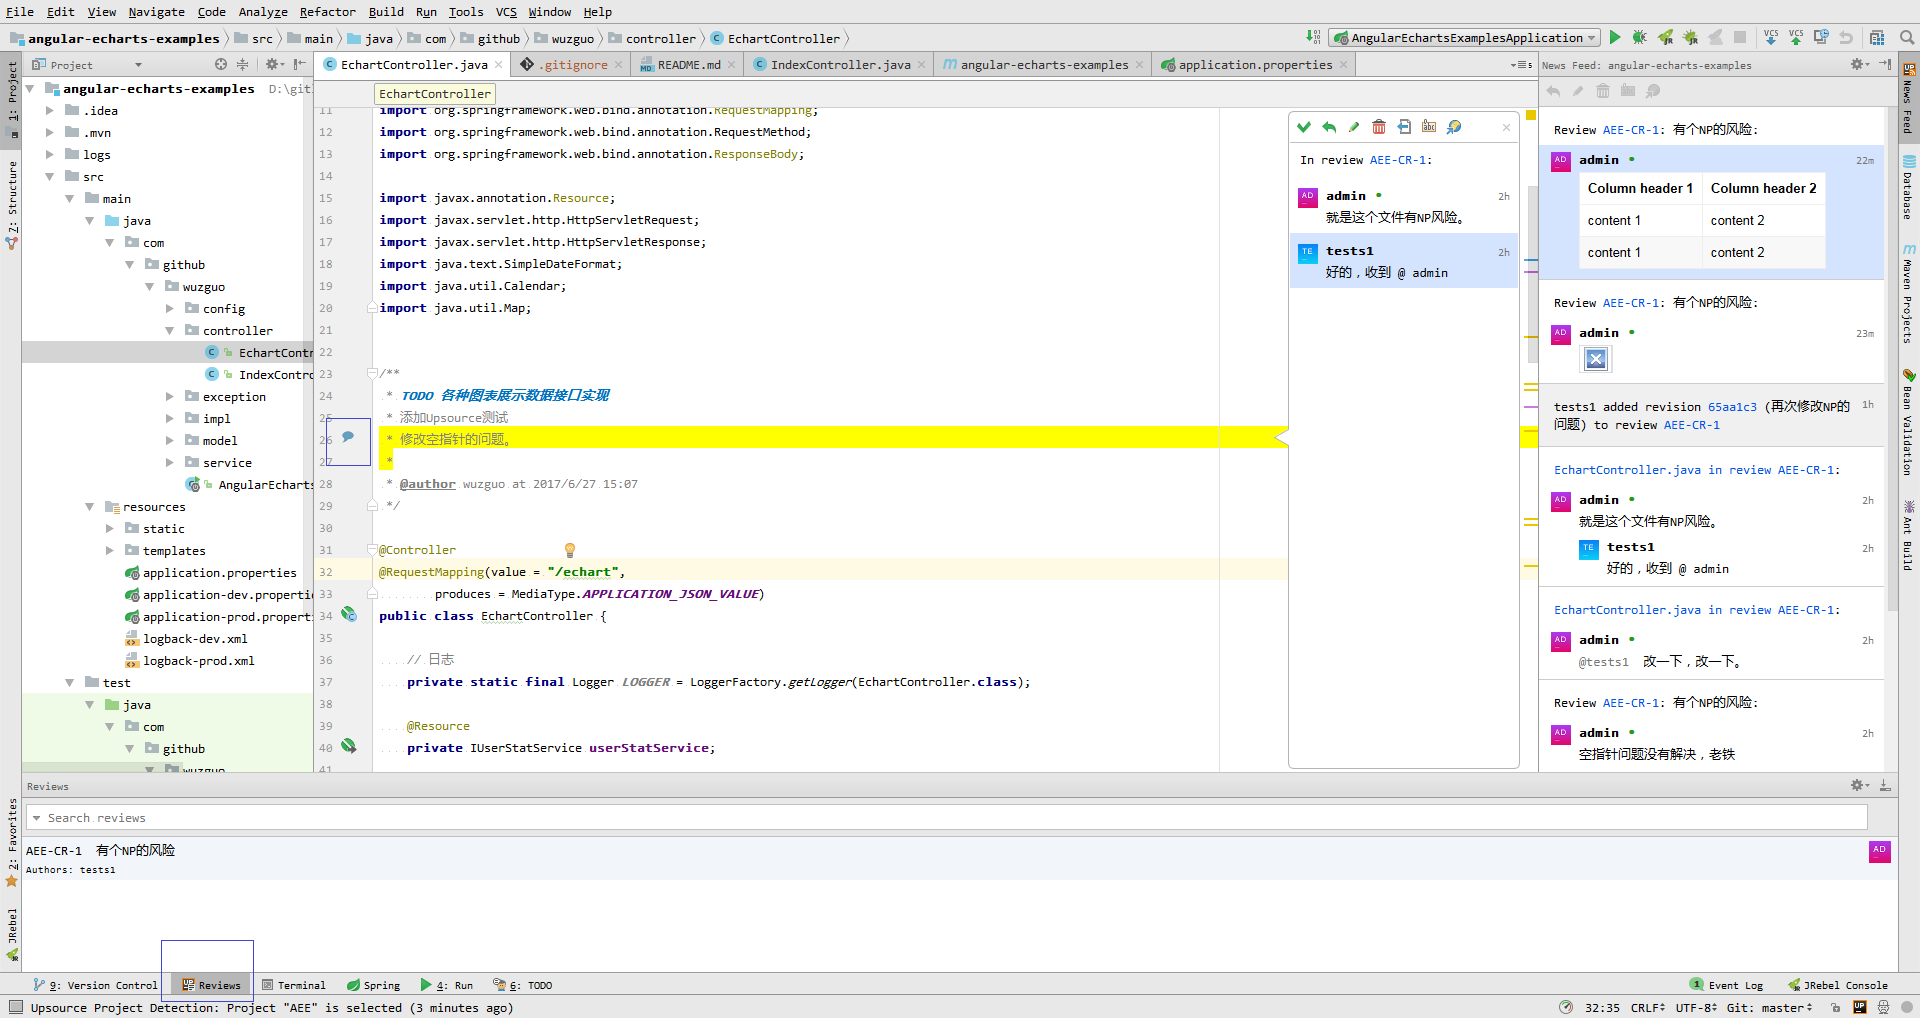 File Edit View Navigate Code Analyze Refactor Build Run Tools VCS Window Help
angular-echarts-examples src main java com github wuzguo controller EchartController
AngularEchartsExamplesApplication
VCS VCS
1: Project
7: Structure
2: Favorites
JRebel
Project
angular-echarts-examples D:\git
.idea
.mvn
logs
src
main
java
com
github
wuzguo
config
controller
EchartContr
IndexContro
exception
impl
model
service
AngularEcharts
resources
static
templates
application.properties
application-dev.properti
application-prod.properti
logback-dev.xml
logback-prod.xml
test
java
com
github
wuzguo
EchartController.java .gitignore README.md IndexController.java angular-echarts-examples application.properties
EchartController
11 import org.springframework.web.bind.annotation.RequestMapping;
12 import org.springframework.web.bind.annotation.RequestMethod;
13 import org.springframework.web.bind.annotation.ResponseBody;
14
15 import javax.annotation.Resource;
16 import javax.servlet.http.HttpServletRequest;
17 import javax.servlet.http.HttpServletResponse;
18 import java.text.SimpleDateFormat;
19 import java.util.Calendar;
20 import java.util.Map;
21
22
23 /**
24 * TODO 各种图表展示数据接口实现
25 * 添加Upsource测试
26 * 修改空指针的问题。
27 *
28 * @author wuzguo at 2017/6/27 15:07
29 */
30
31 @Controller
32 @RequestMapping(value = "/echart",
33 produces = MediaType.APPLICATION_JSON_VALUE)
34 public class EchartController {
35
36 // 日志
37 private static final Logger LOGGER = LoggerFactory.getLogger(EchartController.class);
38
39 @Resource
40 private IUserStatService userStatService;
41
In review AEE-CR-1:
AD admin 2h
就是这个文件有NP风险。
TE tests1 2h
好的，收到 @ admin
News Feed: angular-echarts-examples
Review AEE-CR-1: 有个NP的风险:
AD admin 22m
Column header 1 Column header 2
content 1 content 2
content 1 content 2
Review AEE-CR-1: 有个NP的风险:
AD admin 23m
tests1 added revision 65aa1c3 (再次修改NP的 1h
问题) to review AEE-CR-1
EchartController.java in review AEE-CR-1:
AD admin 2h
就是这个文件有NP风险。
TE tests1 2h
好的，收到 @ admin
EchartController.java in review AEE-CR-1:
AD admin 2h
@tests1 改一下，改一下。
Review AEE-CR-1: 有个NP的风险:
AD admin 2h
空指针问题没有解决，老铁
News Feed
Database
Maven Projects
Bean Validation
Ant Build
Reviews
Search reviews
AEE-CR-1 有个NP的风险
Authors: tests1
AD
9: Version Control Reviews Terminal Spring 4: Run 6: TODO 1 Event Log JRebel Console
Upsource Project Detection: Project "AEE" is selected (3 minutes ago) 32:35 CRLF UTF-8 Git: master